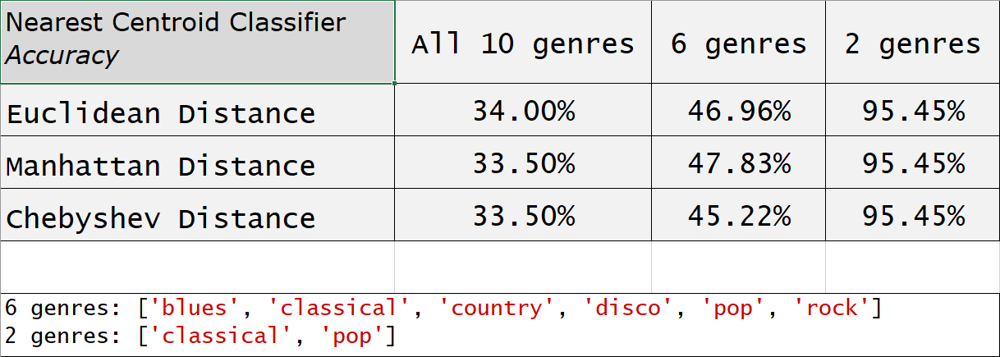 Nearest Centroid Classifier
Accuracy
All 10 genres 6 genres 2 genres
Euclidean Distance 34.00% 46.96% 95.45%
Manhattan Distance 33.50% 47.83% 95.45%
Chebyshev Distance 33.50% 45.22% 95.45%
6 genres: ['blues', 'classical', 'country', 'disco', 'pop', 'rock']
2 genres: ['classical', 'pop']